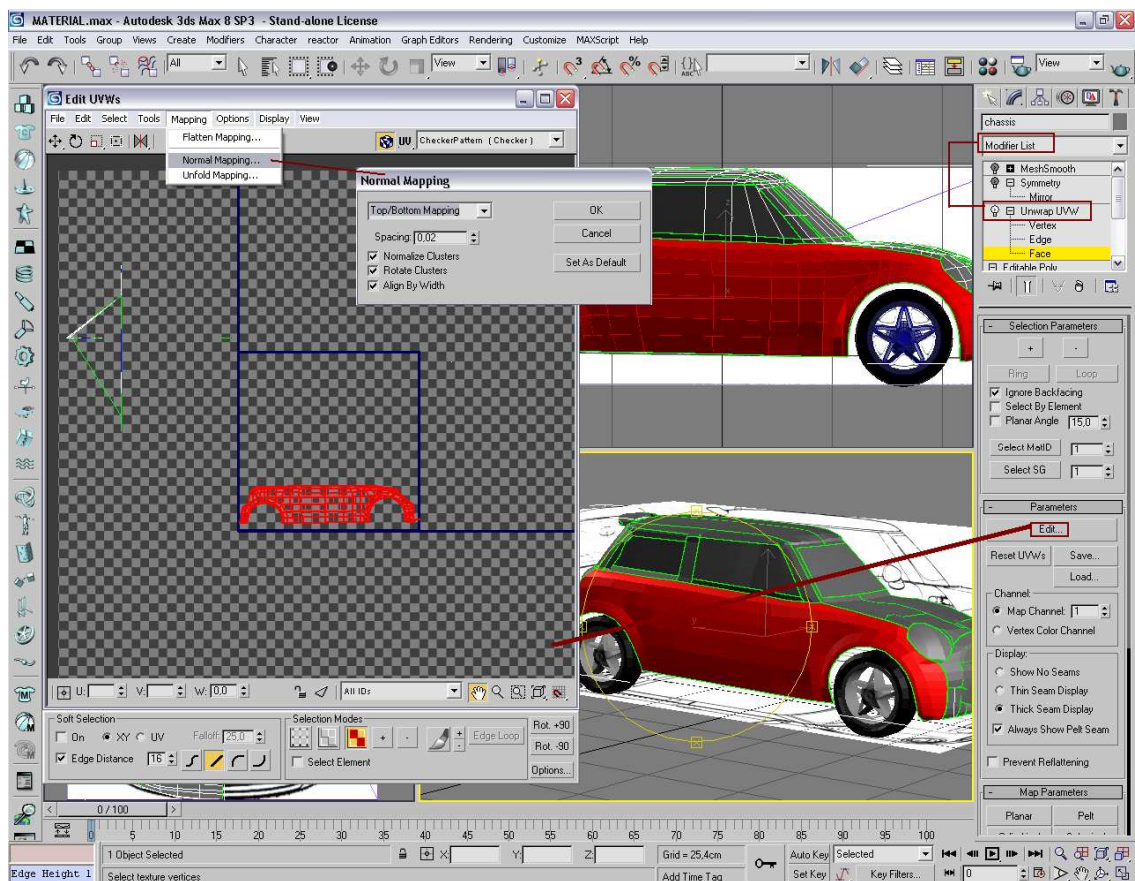 MATERIAL.max - Autodesk 3ds Max 8 SP3 - Stand-alone License
File Edit Tools Group Views Create Modifiers Character reactor Animation Graph Editors Rendering Customize MAXScript Help
All
View
View
Edit UVWs
File Edit Select Tools Mapping Options Display View
Flatten Mapping...
Normal Mapping...
Unfold Mapping...
UV CheckerPattern ( Checker )
Normal Mapping
Top/Bottom Mapping
OK
Spacing: 0,02
Cancel
Normalize Clusters
Set As Default
Rotate Clusters
Align By Width
chassis
Modifier List
MeshSmooth
Symmetry
Mirror
Unwrap UVW
Vertex
Edge
Face
Editable Poly
Selection Parameters
+ -
Ring Loop
Ignore Backfacing
Select By Element
Planar Angle 15,0
Select MatID 1
Select SG 1
Parameters
Edit...
Reset UVWs Save...
Load...
Channel:
Map Channel: 1
Vertex Color Channel
Display:
Show No Seams
Thin Seam Display
Thick Seam Display
Always Show Pelt Seam
Prevent Reflattening
Map Parameters
Planar Pelt
U: V: W: 0,0 All IDs
Soft Selection
On XY UV Falloff: 25,0
Edge Distance 16
Selection Modes
+ - + - Edge Loop
Select Element
Rot. +90
Rot. -90
Options...
0 / 100
0 5 10 15 20 25 30 35 40 45 50 55 60 65 70 75 80 85 90 95 100
1 Object Selected X: Y: Z: Grid = 25,4cm Auto Key Selected
Edge Height 1 Select texture vertices Add Time Tag Set Key Key Filters... 0